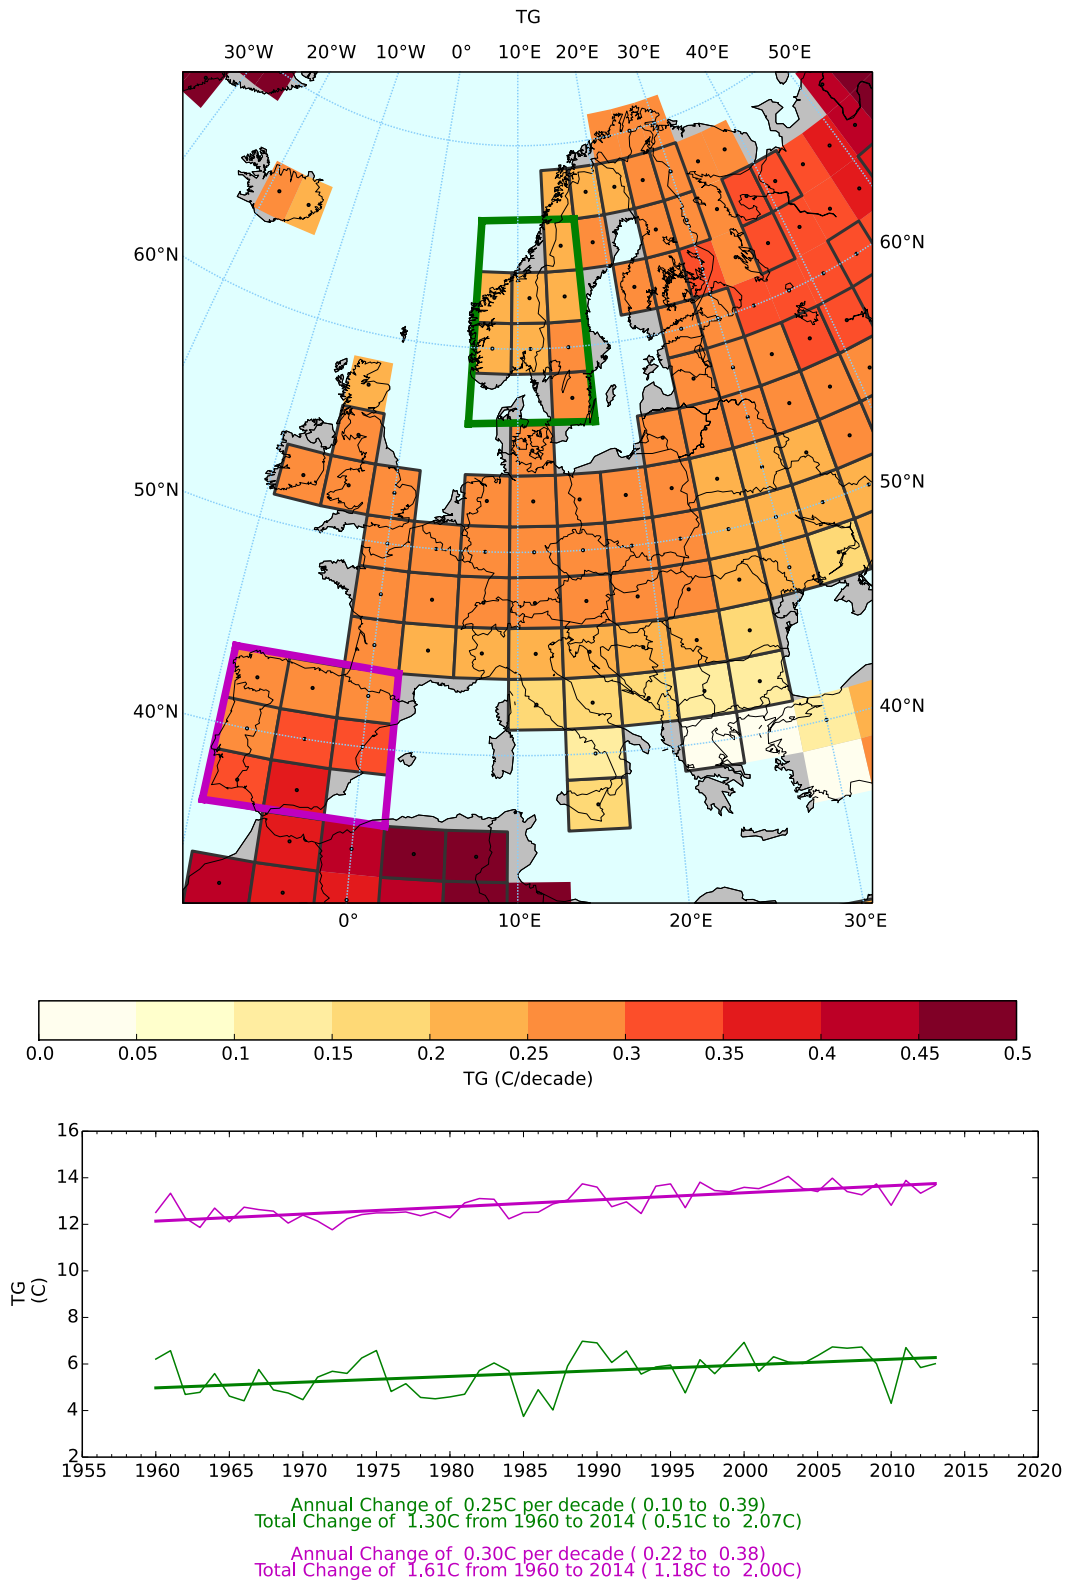 TG
30°W 20°W 10°W 0° 10°E 20°E 30°E 40°E 50°E
60°N 60°N
50°N 50°N
40°N 40°N
0° 10°E 20°E 30°E
0.0 0.05 0.1 0.15 0.2 0.25 0.3 0.35 0.4 0.45 0.5
TG (C/decade)
16
14
12
10
8
6
4
2
TG
(C)
1955 1960 1965 1970 1975 1980 1985 1990 1995 2000 2005 2010 2015 2020
Annual Change of 0.25C per decade ( 0.10 to 0.39)
Total Change of 1.30C from 1960 to 2014 ( 0.51C to 2.07C)
Annual Change of 0.30C per decade ( 0.22 to 0.38)
Total Change of 1.61C from 1960 to 2014 ( 1.18C to 2.00C)